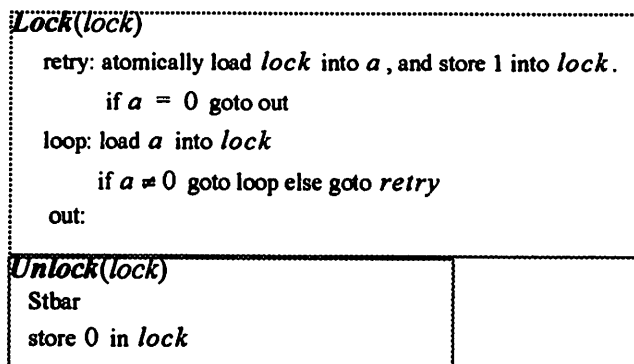 Lock(lock)
retry: atomically load lock into a , and store 1 into lock .
if a = 0 goto out
loop: load a into lock
if a ≠ 0 goto loop else goto retry
out:
Unlock(lock)
Stbar
store 0 in lock